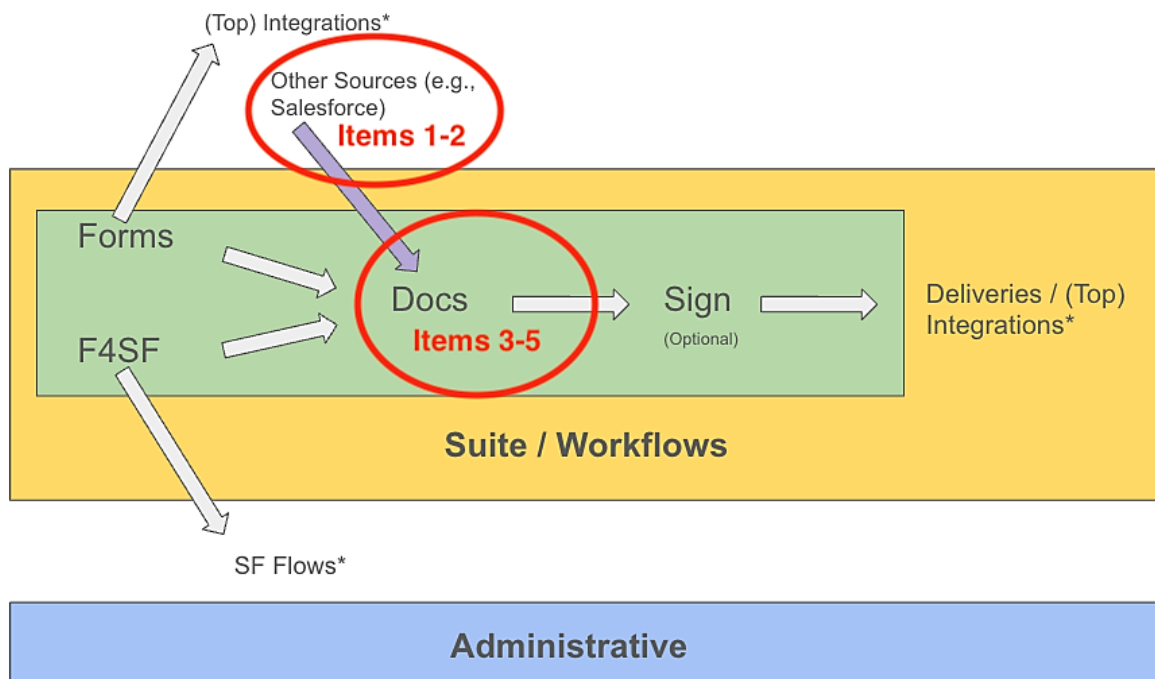 (Top) Integrations*
Other Sources (e.g.,
Salesforce)
Items 1-2
Forms
Docs
Items 3-5
Sign
(Optional)
Deliveries / (Top)
Integrations*
F4SF
Suite / Workflows
SF Flows*
Administrative